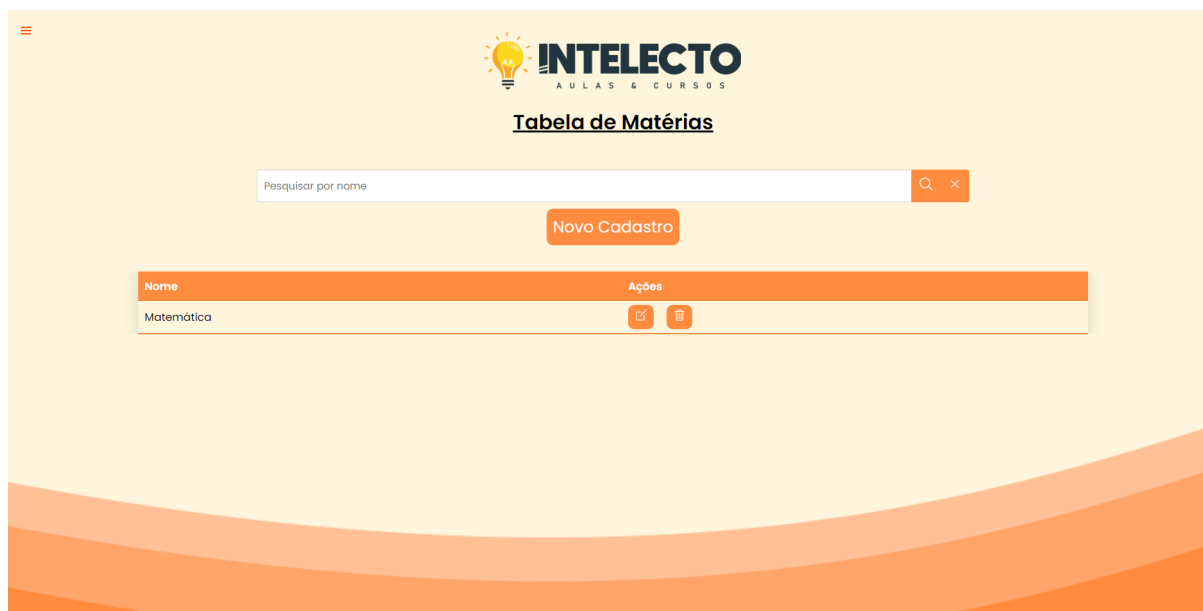 INTELECTO
AULAS & CURSOS
Tabela de Matérias
Pesquisar por nome
Novo Cadastro
Nome Ações
Matemática